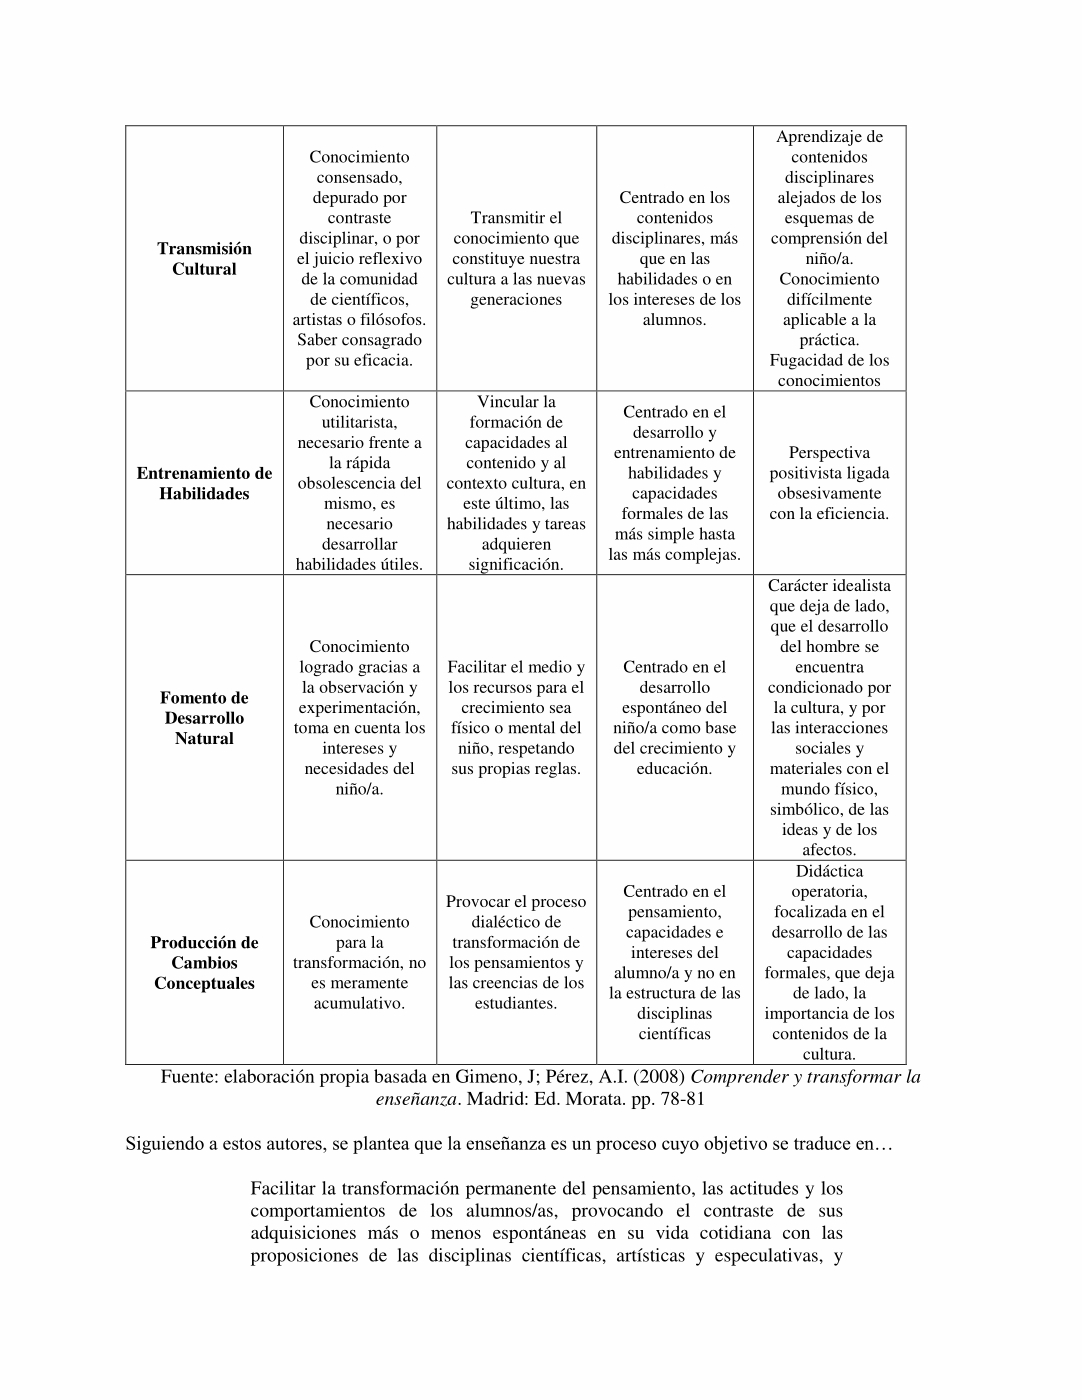 Transmisión
Cultural
Conocimiento
consensado,
depurado por
contraste
disciplinar, o por
el juicio reflexivo
de la comunidad
de científicos,
artistas o filósofos.
Saber consagrado
por su eficacia.
Transmitir el
conocimiento que
constituye nuestra
cultura a las nuevas
generaciones
Centrado en los
contenidos
disciplinares, más
que en las
habilidades o en
los intereses de los
alumnos.
Aprendizaje de
contenidos
disciplinares
alejados de los
esquemas de
comprensión del
niño/a.
Conocimiento
difícilmente
aplicable a la
práctica.
Fugacidad de los
conocimientos
Entrenamiento de
Habilidades
Conocimiento
utilitarista,
necesario frente a
la rápida
obsolescencia del
mismo, es
necesario
desarrollar
habilidades útiles.
Vincular la
formación de
capacidades al
contenido y al
contexto cultura, en
este último, las
habilidades y tareas
adquieren
significación.
Centrado en el
desarrollo y
entrenamiento de
habilidades y
capacidades
formales de las
más simple hasta
las más complejas.
Perspectiva
positivista ligada
obsesivamente
con la eficiencia.
Fomento de
Desarrollo
Natural
Conocimiento
logrado gracias a
la observación y
experimentación,
toma en cuenta los
intereses y
necesidades del
niño/a.
Facilitar el medio y
los recursos para el
crecimiento sea
físico o mental del
niño, respetando
sus propias reglas.
Centrado en el
desarrollo
espontáneo del
niño/a como base
del crecimiento y
educación.
Carácter idealista
que deja de lado,
que el desarrollo
del hombre se
encuentra
condicionado por
la cultura, y por
las interacciones
sociales y
materiales con el
mundo físico,
simbólico, de las
ideas y de los
afectos.
Producción de
Cambios
Conceptuales
Conocimiento
para la
transformación, no
es meramente
acumulativo.
Provocar el proceso
dialéctico de
transformación de
los pensamientos y
las creencias de los
estudiantes.
Centrado en el
pensamiento,
capacidades e
intereses del
alumno/a y no en
la estructura de las
disciplinas
científicas
Didáctica
operatoria,
focalizada en el
desarrollo de las
capacidades
formales, que deja
de lado, la
importancia de los
contenidos de la
cultura.
Fuente: elaboración propia basada en Gimeno, J; Pérez, A.I. (2008) Comprender y transformar la
enseñanza. Madrid: Ed. Morata. pp. 78-81
Siguiendo a estos autores, se plantea que la enseñanza es un proceso cuyo objetivo se traduce en…
Facilitar la transformación permanente del pensamiento, las actitudes y los
comportamientos de los alumnos/as, provocando el contraste de sus
adquisiciones más o menos espontáneas en su vida cotidiana con las
proposiciones de las disciplinas científicas, artísticas y especulativas, y